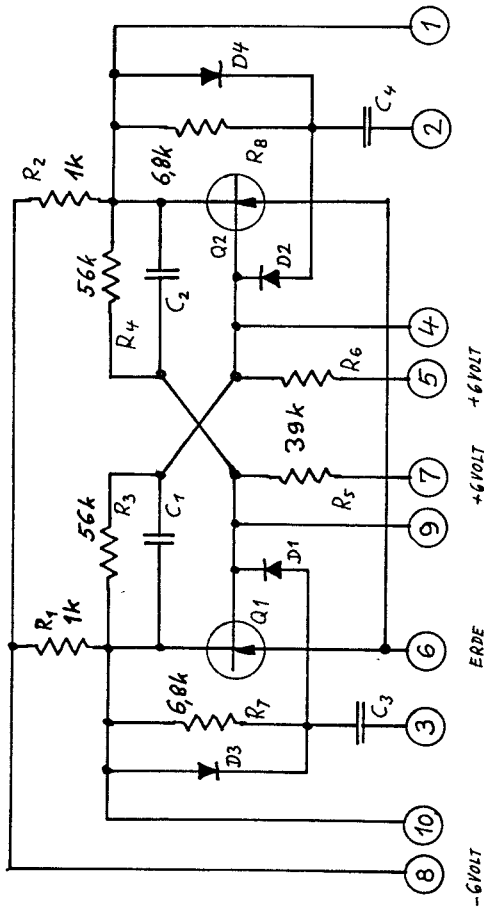 R1
1k
R2
1k
56k
R3
56k
R4
C1
C2
6,8k
R7
6,8k
R8
D3
D4
Q1
Q2
D1
D2
39k
R5
R6
C3
C4
8
10
3
6
9
7
5
4
2
1
-6VOLT
ERDE
+6VOLT
+6VOLT